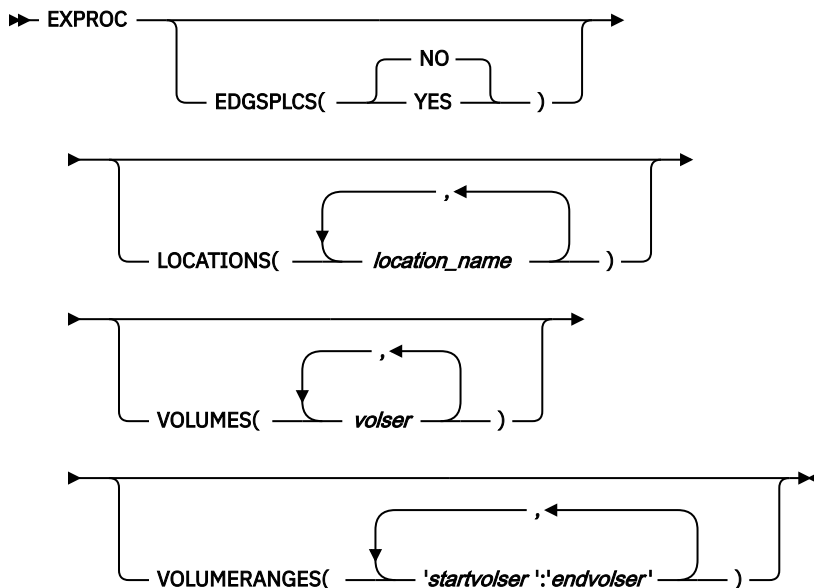 EXPROC
NO
EDGSPLCS( YES )
,
LOCATIONS( location_name )
,
VOLUMES( volser )
,
VOLUMERANGES( 'startvolser ':'endvolser' )